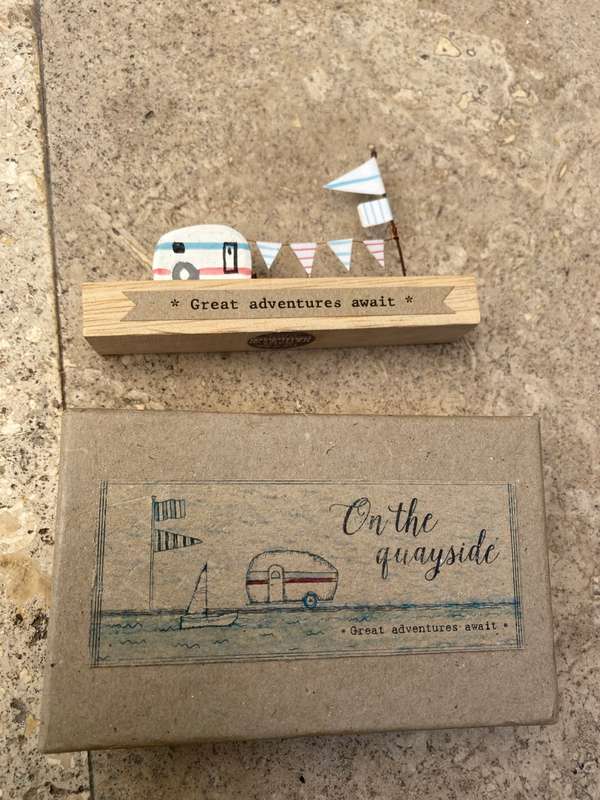 * Great adventures await *
On the
quayside
* Great adventures await *